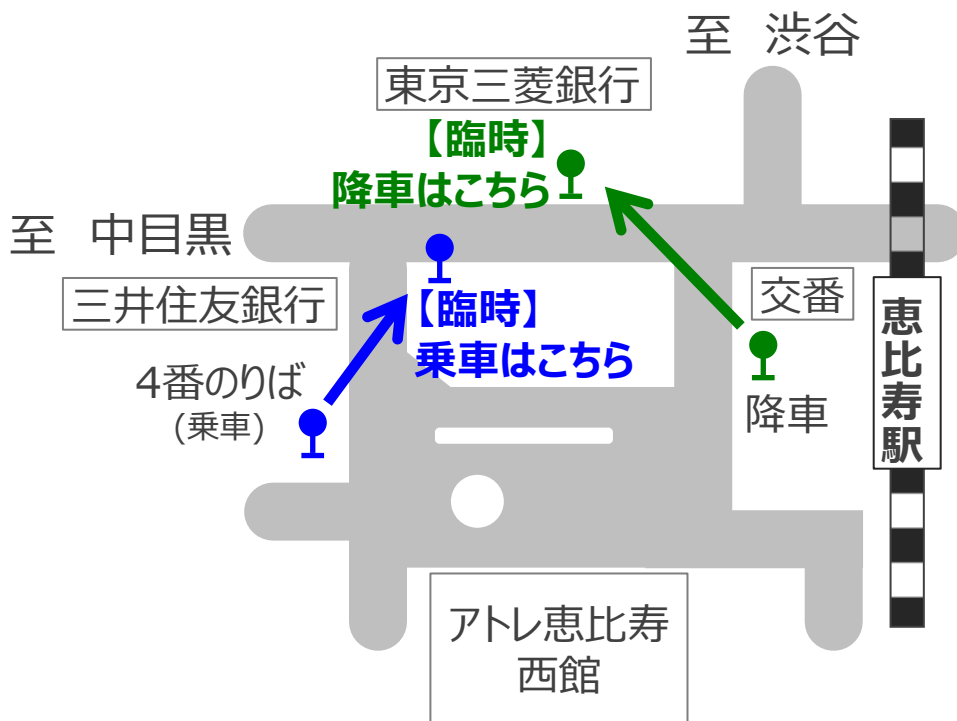 至　渋谷
東京三菱銀行
【臨時】
降車はこちら
至　中目黒
三井住友銀行
【臨時】
乗車はこちら
4番のりば
(乗車)
交番
降車
恵比寿駅
アトレ恵比寿
西館